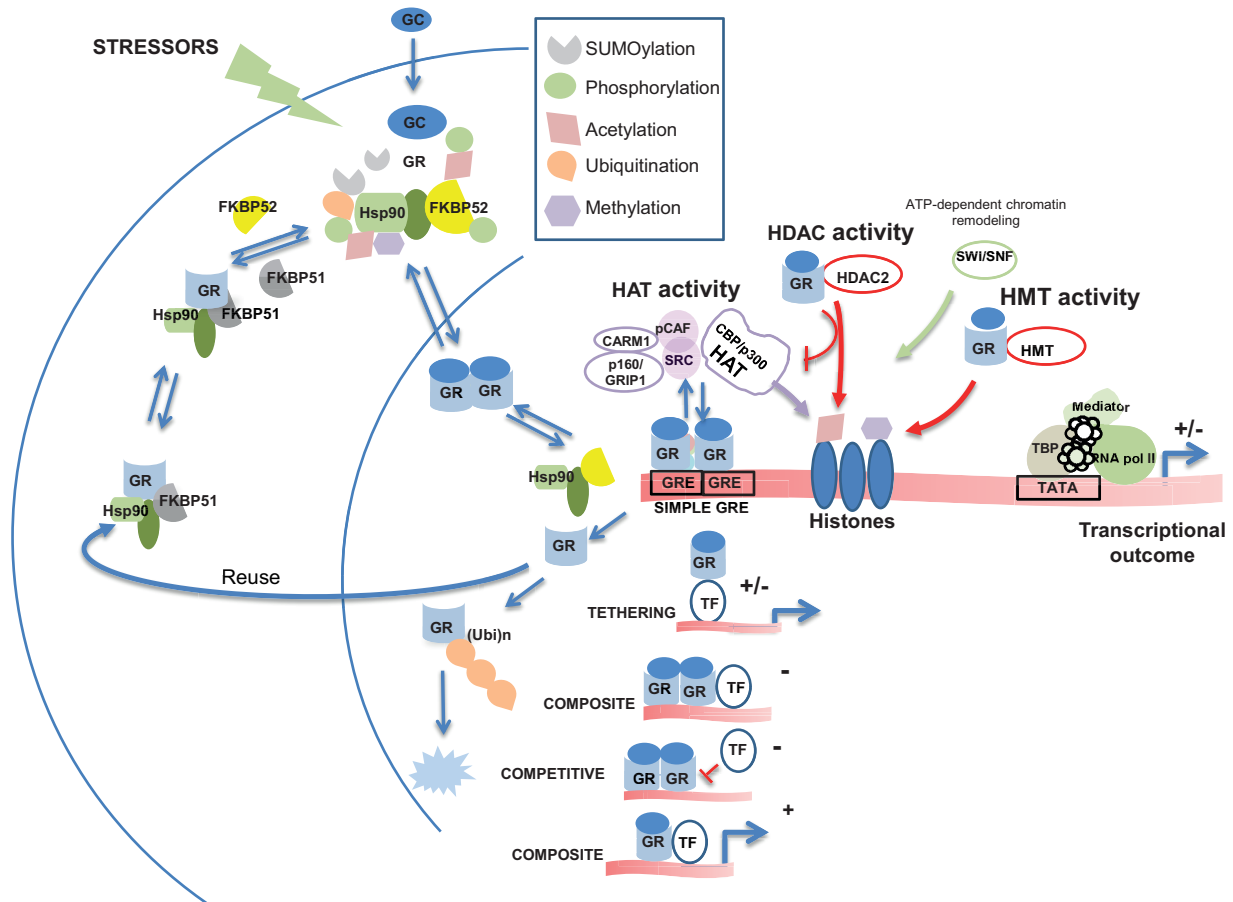 GC
STRESSORS
SUMOylation
Phosphorylation
Acetylation
Ubiquitination
Methylation
GC
GR
FKBP52
Hsp90
FKBP52
ATP-dependent chromatin
remodeling
HDAC activity
SWI/SNF
GR
HDAC2
FKBP51
GR
Hsp90
FKBP51
HAT activity
HMT activity
pCAF
CARM1
SRC
p160/
GRIP1
CBP/p300
HAT
GR
HMT
GR
GR
Mediator
+/-
TBP
RNA pol II
GR
GR
GRE
GRE
TATA
SIMPLE GRE
Histones
Transcriptional
outcome
Hsp90
GR
FKBP51
Hsp90
GR
Reuse
GR
+/-
TF
TETHERING
GR
(Ubi)n
GR
GR
TF
-
COMPOSITE
TF
-
COMPETITIVE
GR
GR
+
GR
TF
COMPOSITE